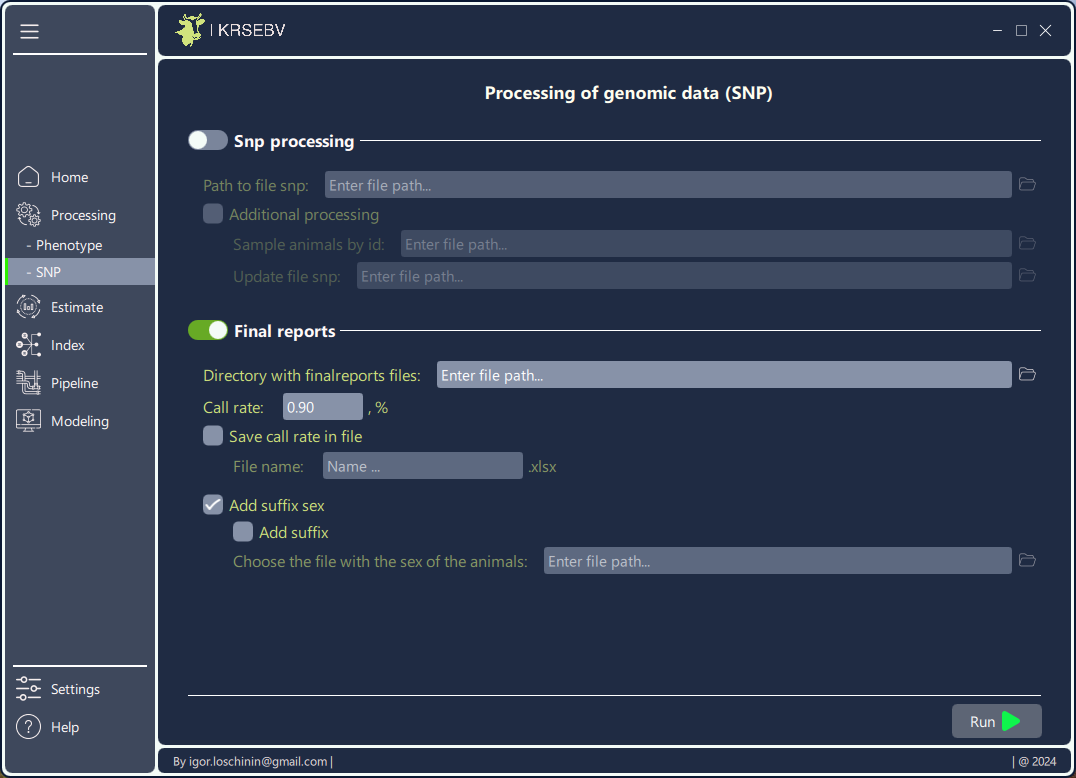 | KRSEBV
Home
Processing
- Phenotype
- SNP
Estimate
Index
Pipeline
Modeling
Settings
Help
Processing of genomic data (SNP)
Snp processing
Path to file snp: Enter file path...
Additional processing
Sample animals by id: Enter file path...
Update file snp: Enter file path...
Final reports
Directory with finalreports files: Enter file path...
Call rate: 0.90 , %
Save call rate in file
File name: Name ... .xlsx
Add suffix sex
Add suffix
Choose the file with the sex of the animals: Enter file path...
Run
By igor.loschinin@gmail.com | | @ 2024